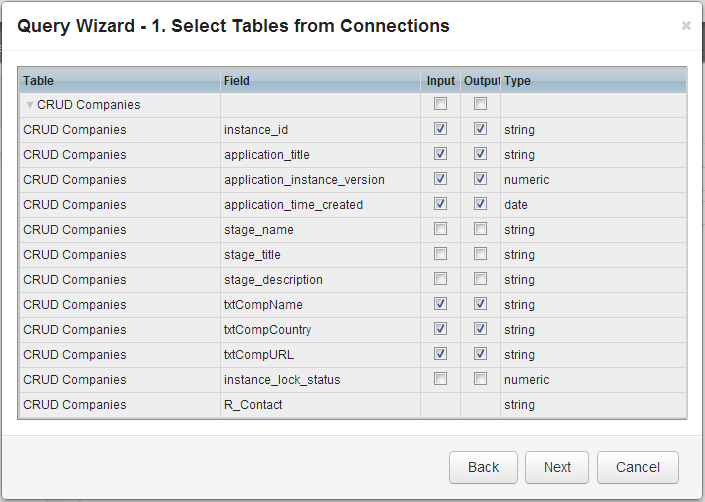 Query Wizard - 1. Select Tables from Connections
Table Field Input Output Type
CRUD Companies
CRUD Companies instance_id string
CRUD Companies application_title string
CRUD Companies application_instance_version numeric
CRUD Companies application_time_created date
CRUD Companies stage_name string
CRUD Companies stage_title string
CRUD Companies stage_description string
CRUD Companies txtCompName string
CRUD Companies txtCompCountry string
CRUD Companies txtCompURL string
CRUD Companies instance_lock_status numeric
CRUD Companies R_Contact string
Back Next Cancel